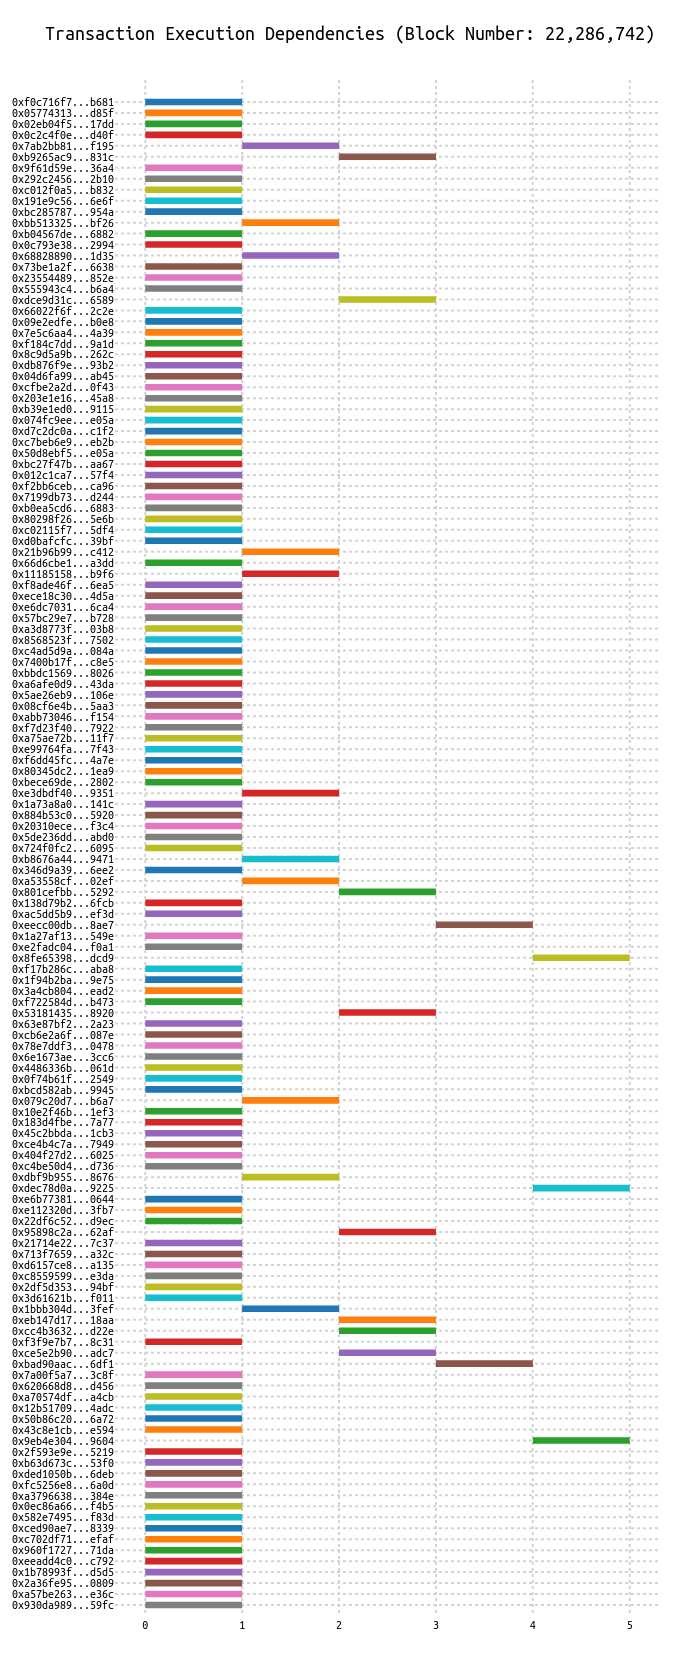 Transaction Execution Dependencies (Block Number: 22,286,742)
0xf0c716f7...b681
0x05774313...d85f
0x02eb04f5...17dd
0x0c2c4f0e...d40f
0x7ab2bb81...f195
0xb9265ac9...831c
0x9f61d59e...36a4
0x292c2456...2b10
0xc012f0a5...b832
0x191e9c56...6e6f
0xbc285787...954a
0xbb513325...bf26
0xb04567de...6882
0x0c793e38...2994
0x68828890...1d35
0x73be1a2f...6638
0x23554489...852e
0x555943c4...b6a4
0xdce9d31c...6589
0x66022f6f...2c2e
0x09e2edfe...b0e8
0x7e5c6aa4...4a39
0xf184c7dd...9a1d
0x8c9d5a9b...262c
0xdb876f9e...93b2
0x04d6fa99...ab45
0xcfbe2a2d...0f43
0x203e1e16...45a8
0xb39e1ed0...9115
0x074fc9ee...e05a
0xd7c2dc0a...c1f2
0xc7beb6e9...eb2b
0x50d8ebf5...e05a
0xbc27f47b...aa67
0x012c1ca7...57f4
0xf2bb6ceb...ca96
0x7199db73...d244
0xb0ea5cd6...6883
0x80298f26...5e6b
0xc02115f7...5df4
0xd0bafcfc...39bf
0x21b96b99...c412
0x66d6cbe1...a3dd
0x11185158...b9f6
0xf8ade46f...6ea5
0xece18c30...4d5a
0xe6dc7031...6ca4
0x57bc29e7...b728
0xa3d8773f...03b8
0x8568523f...7502
0xc4ad5d9a...084a
0x7400b17f...c8e5
0xbbdc1569...8026
0xa6afe0d9...43da
0x5ae26eb9...106e
0x08cf6e4b...5aa3
0xabb73046...f154
0xf7d23f40...7922
0xa75ae72b...11f7
0xe99764fa...7f43
0xf6dd45fc...4a7e
0x80345dc2...1ea9
0xbece69de...2802
0xe3dbdf40...9351
0x1a73a8a0...141c
0x884b53c0...5920
0x20310ece...f3c4
0x5de236dd...abd0
0x724f0fc2...6095
0xb8676a44...9471
0x346d9a39...6ee2
0xa53558cf...02ef
0x801cefbb...5292
0x138d79b2...6fcb
0xac5dd5b9...ef3d
0xeecc00db...8ae7
0x1a27af13...549e
0xe2fadc04...f0a1
0x8fe65398...dcd9
0xf17b286c...aba8
0x1f94b2ba...9e75
0x3a4cb804...ead2
0xf722584d...b473
0x53181435...8920
0x63e87bf2...2a23
0xcb6e2a6f...087e
0x78e7ddf3...0478
0x6e1673ae...3cc6
0x4486336b...061d
0x0f74b61f...2549
0xbcd582ab...9945
0x079c20d7...b6a7
0x10e2f46b...1ef3
0x183d4fbe...7a77
0x45c2bbda...1cb3
0xce4b4c7a...7949
0x404f27d2...6025
0xc4be50d4...d736
0xdbf9b955...8676
0xdec78d0a...9225
0xe6b77381...0644
0xe112320d...3fb7
0x22df6c52...d9ec
0x95898c2a...62af
0x21714e22...7c37
0x713f7659...a32c
0xd6157ce8...a135
0xc8559599...e3da
0x2df5d353...94bf
0x3d61621b...f011
0x1bbb304d...3fef
0xeb147d17...18aa
0xcc4b3632...d22e
0xf3f9e7b7...8c31
0xce5e2b90...adc7
0xbad90aac...6df1
0x7a00f5a7...3c8f
0x620668d8...d456
0xa70574df...a4cb
0x12b51709...4adc
0x50b86c20...6a72
0x43c8e1cb...e594
0x9eb4e304...9604
0x2f593e9e...5219
0xb63d673c...53f0
0xded1050b...6deb
0xfc5256e8...6a0d
0xa3796638...384e
0x0ec86a66...f4b5
0x582e7495...f83d
0xced90ae7...8339
0xc702df71...efaf
0x960f1727...71da
0xeeadd4c0...c792
0x1b78993f...d5d5
0x2a36fe95...0809
0xa57be263...e36c
0x930da989...59fc
0 1 2 3 4 5